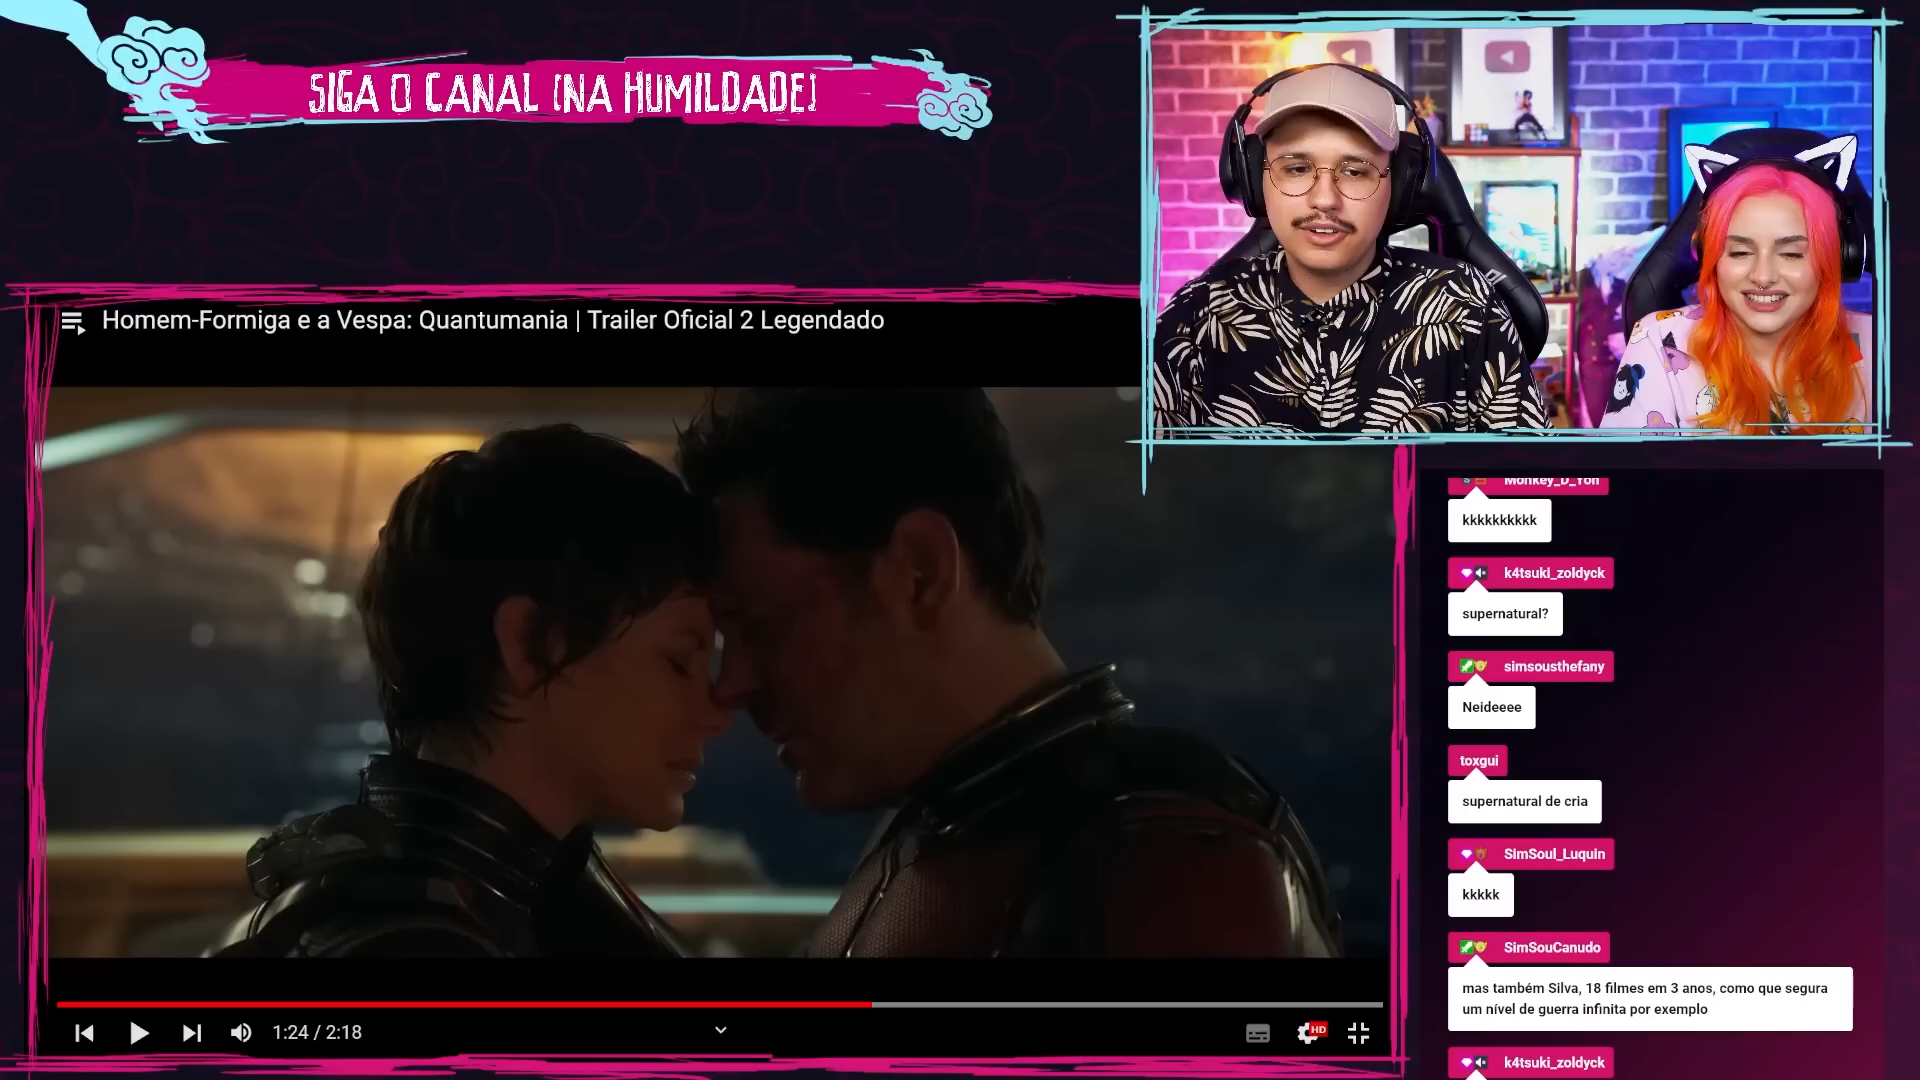 SIGA O CANAL (NA HUMILDADE)
Homem-Formiga e a Vespa: Quantumania | Trailer Oficial 2 Legendado
Monkey_D_Yon
kkkkkkkkkk
k4tsuki_zoldyck
supernatural?
simsousthefany
Neideeee
toxgui
supernatural de cria
SimSoul_Luquin
kkkkk
SimSouCanudo
mas também Silva, 18 filmes em 3 anos, como que segura
um nível de guerra infinita por exemplo
k4tsuki_zoldyck
1:24 / 2:18
HD